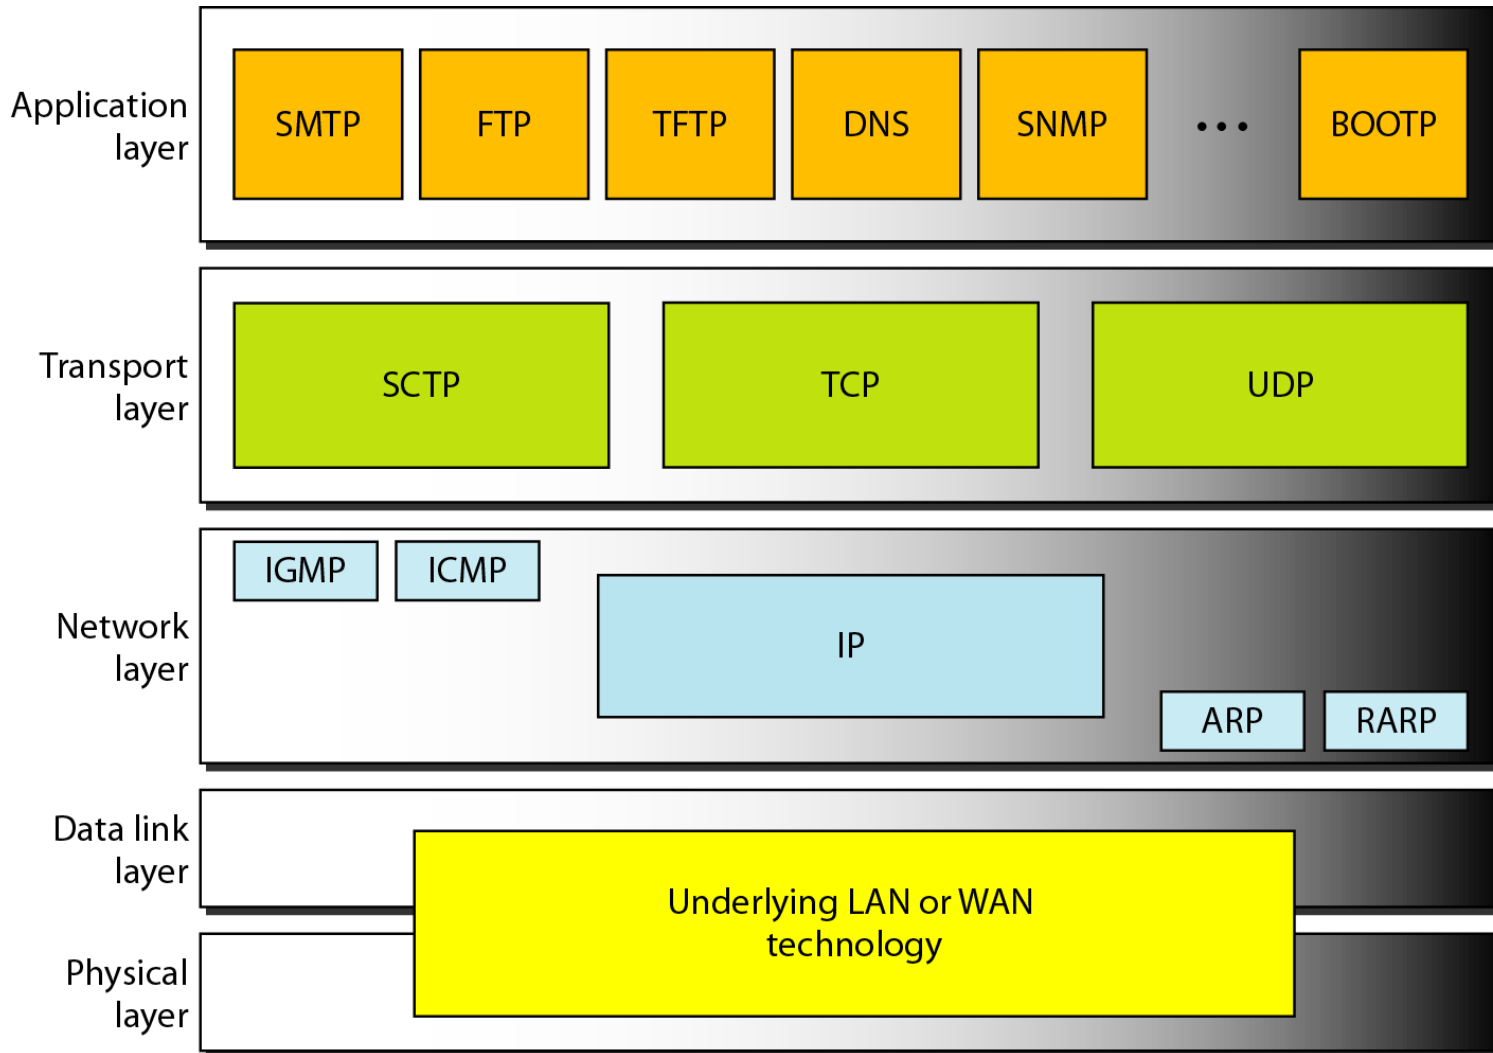 Application
layer
SMTP
FTP
TFTP
DNS
SNMP
...
BOOTP
Transport
layer
SCTP
TCP
UDP
Network
layer
IGMP
ICMP
IP
ARP
RARP
Data link
layer
Underlying LAN or WAN
technology
Physical
layer